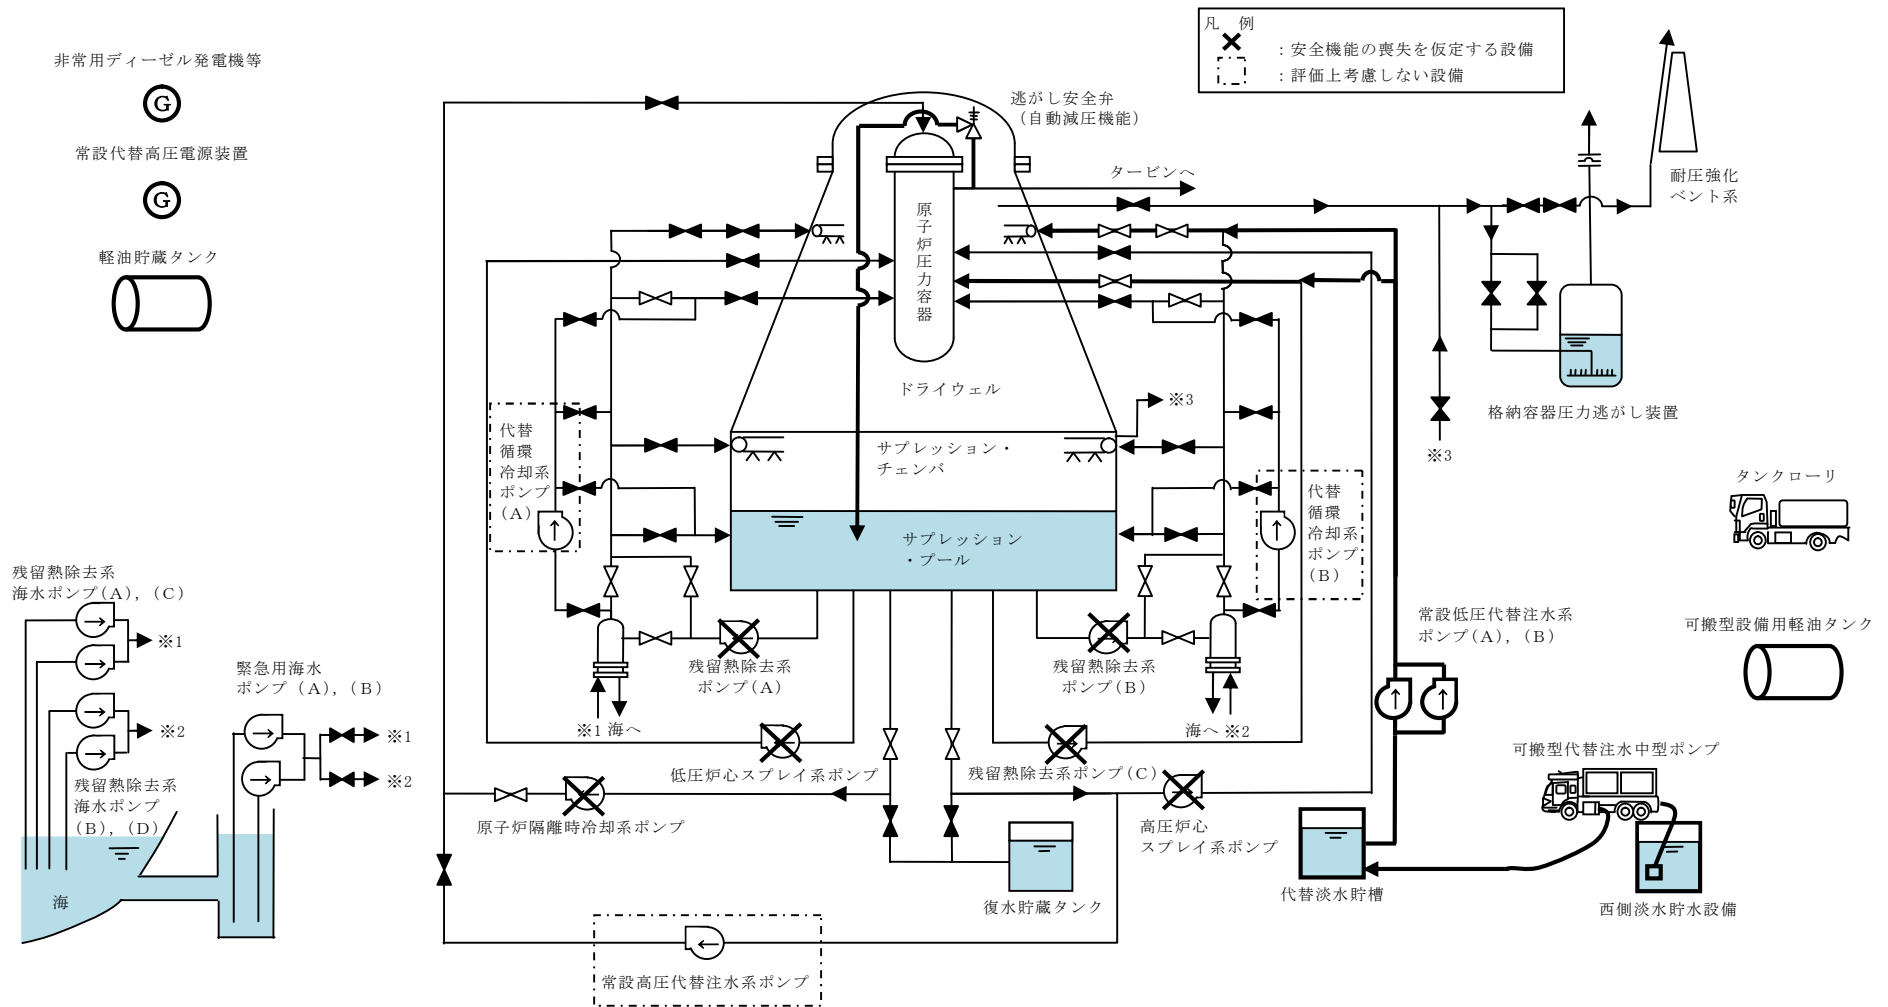 凡 例
：安全機能の喪失を仮定する設備
：評価上考慮しない設備
非常用ディーゼル発電機等
G
常設代替高圧電源装置
G
軽油貯蔵タンク
逃がし安全弁
（自動減圧機能）
タービンへ
耐圧強化
ベント系
原子炉圧力容器
ドライウェル
※3
格納容器圧力逃がし装置
※3
サプレッション・
チェンバ
サプレッション
・プール
代替
循環
冷却系
ポンプ
（A）
代替
循環
冷却系
ポンプ
（B）
タンクローリ
残留熱除去系
海水ポンプ（A），（C）
※1
※2
残留熱除去系
海水ポンプ
（B），（D）
海
緊急用海水
ポンプ（A），（B）
※1
※2
残留熱除去系
ポンプ（A）
※1 海へ
残留熱除去系
ポンプ（B）
海へ ※2
常設低圧代替注水系
ポンプ（A），（B）
可搬型設備用軽油タンク
低圧炉心スプレイ系ポンプ
残留熱除去系ポンプ（C）
可搬型代替注水中型ポンプ
原子炉隔離時冷却系ポンプ
高圧炉心
スプレイ系ポンプ
復水貯蔵タンク
代替淡水貯槽
西側淡水貯水設備
常設高圧代替注水系ポンプ